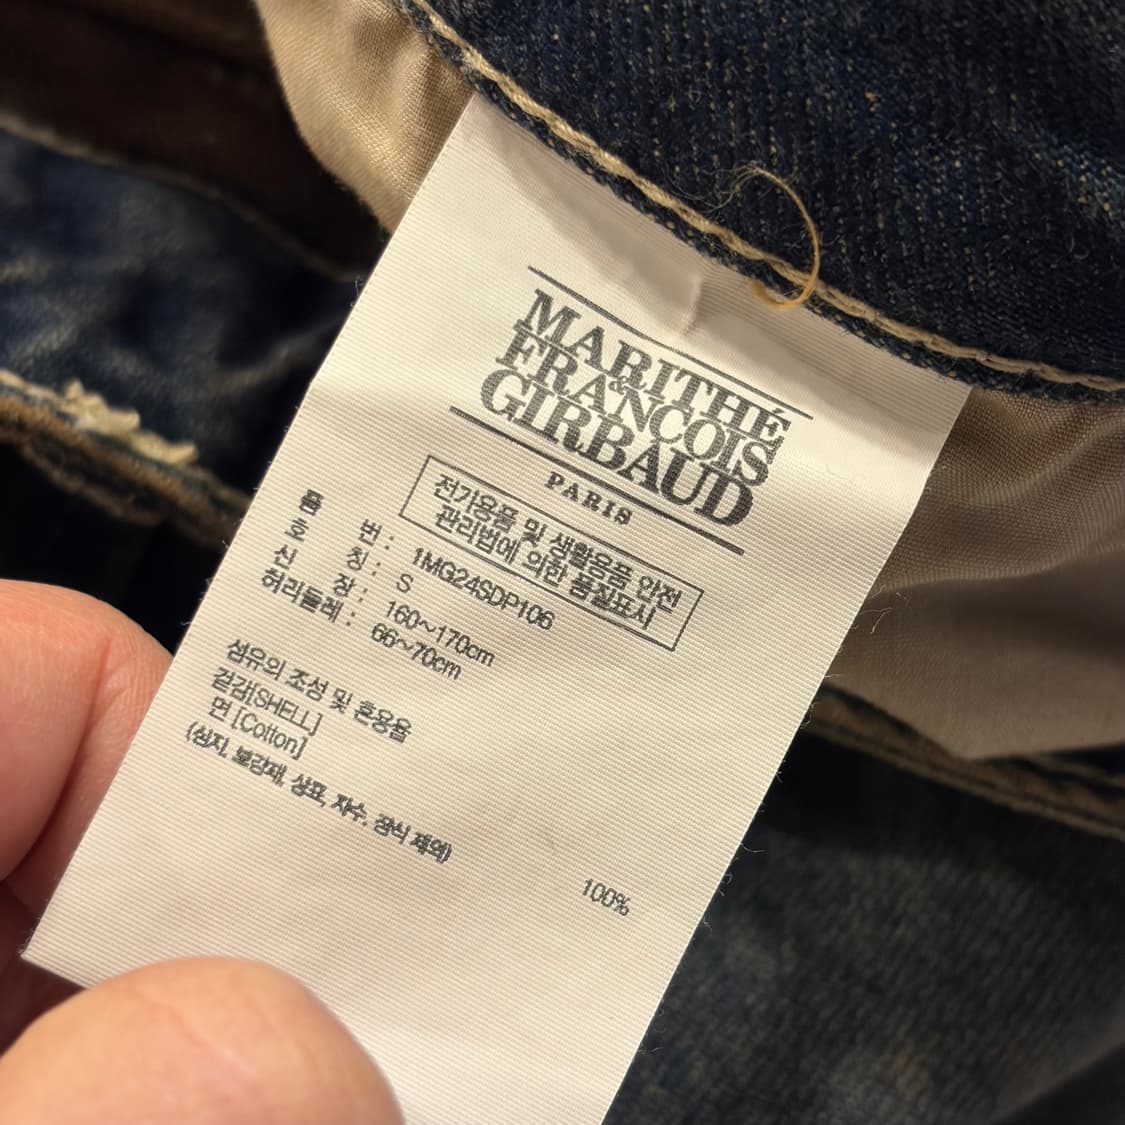 MARITHÉ
FRANÇOIS
&
GIRBAUD
PARIS
전기용품 및 생활용품 안전
관리법에 의한 품질표시
품 번 : 1MG24SDP106
호 칭 : S
신 장 : 160~170cm
허리둘레 : 66~70cm
섬유의 조성 및 혼용율
겉감[SHELL]
면 [Cotton] 100%
(심지, 보강재, 상표, 자수, 장식 제외)